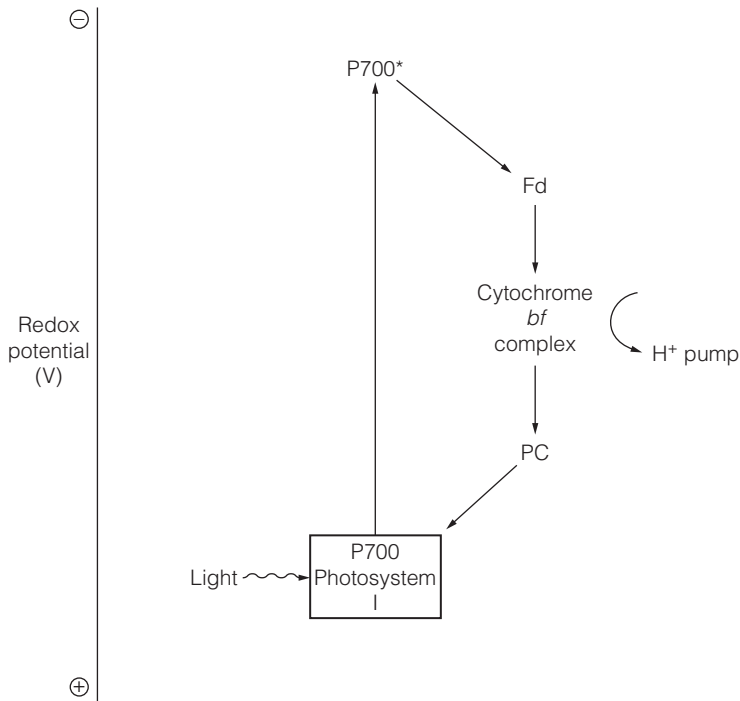 ⊖
P700*
Fd
Cytochrome
bf
complex
H⁺ pump
Redox
potential
(V)
PC
P700
Photosystem
I
Light
⊕